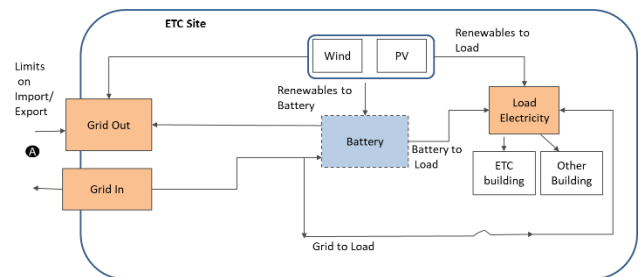 ETC Site
Wind
PV
Renewables to
Load
Limits
on
Import/
Export
Renewables to
Battery
Grid Out
Load
Electricity
A
Battery
Battery to
Load
ETC
building
Other
Building
Grid In
Grid to Load